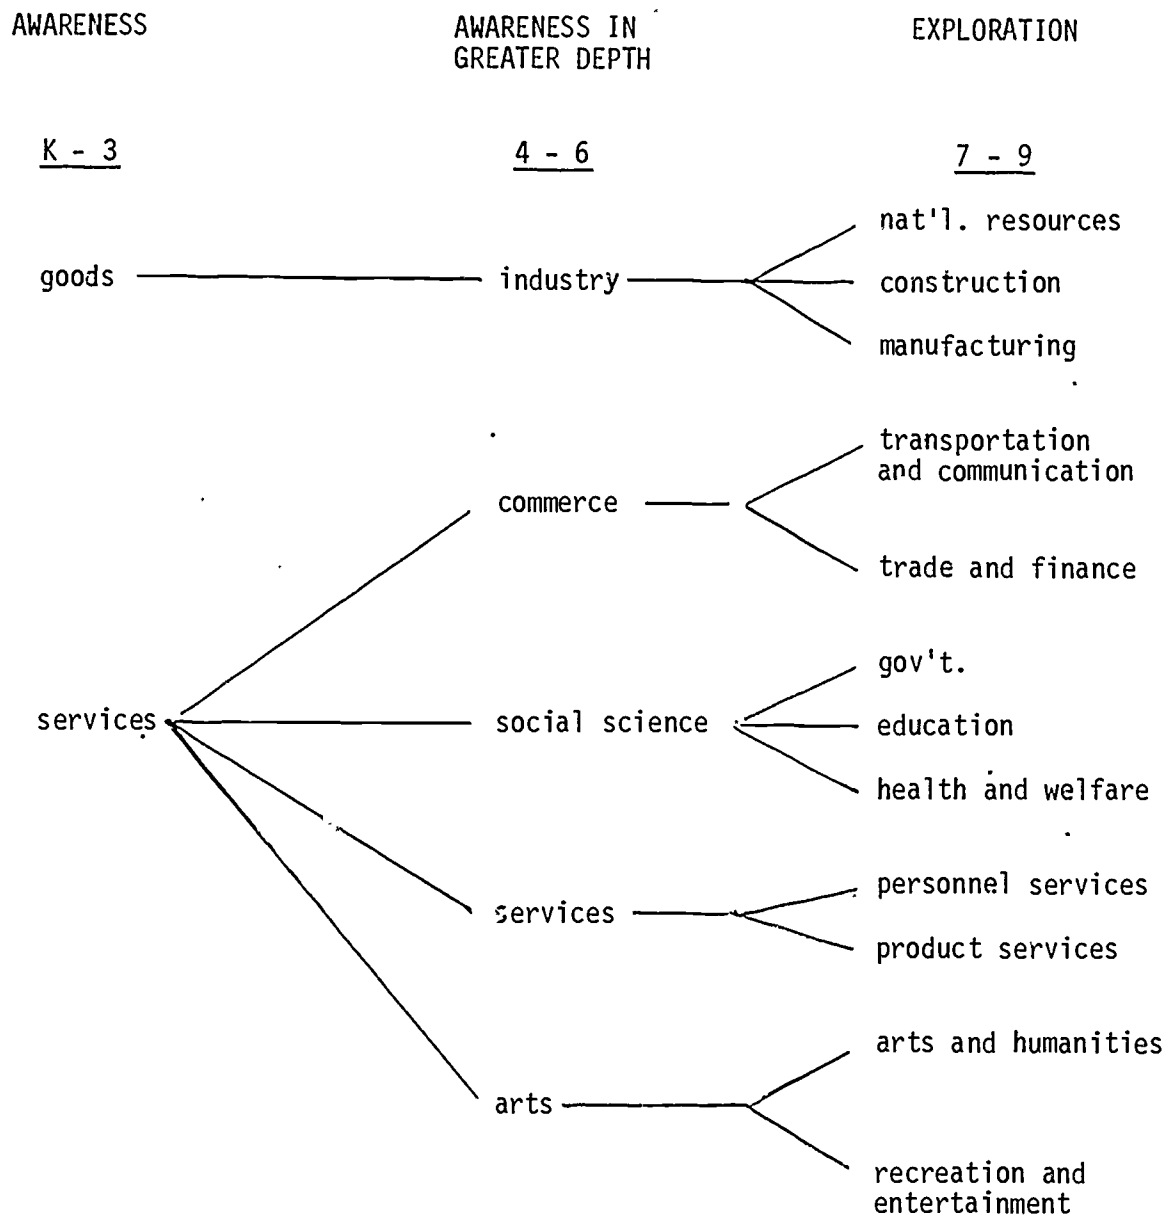 AWARENESS
AWARENESS IN
GREATER DEPTH
EXPLORATION
K - 3
4 - 6
7 - 9
goods
industry
nat'l. resources
construction
manufacturing
commerce
transportation
and communication
trade and finance
services
social science
gov't.
education
health and welfare
services
personnel services
product services
arts
arts and humanities
recreation and
entertainment